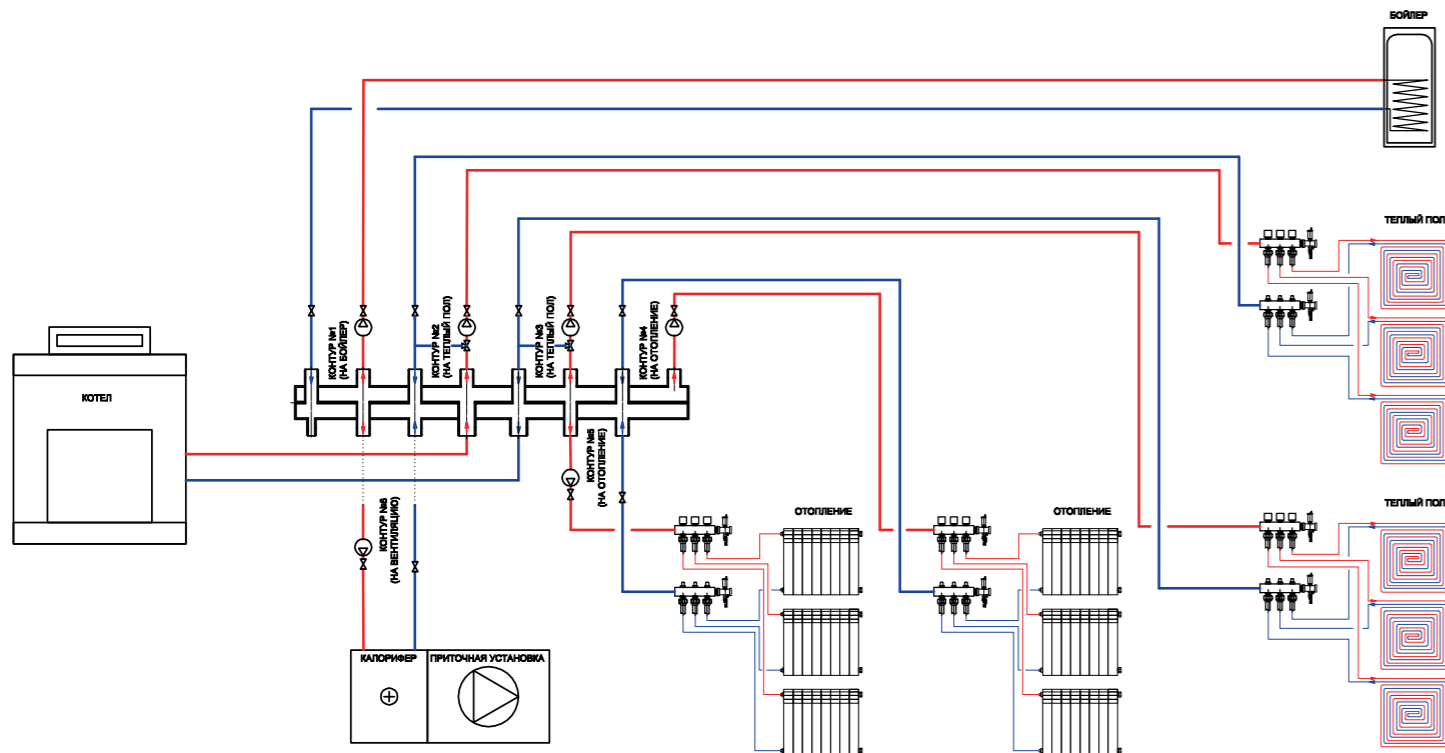 БОЙЛЕР
ТЕПЛЫЙ ПОЛ
КОТЕЛ
КОНТУР №1
(НА БОЙЛЕР)
КОНТУР №2
(НА ТЕПЛЫЙ ПОЛ)
КОНТУР №3
(НА ТЕПЛЫЙ ПОЛ)
КОНТУР №4
(НА ОТОПЛЕНИЕ)
КОНТУР №5
(НА ОТОПЛЕНИЕ)
КОНТУР №6
(НА ВЕНТИЛЯЦИЮ)
ОТОПЛЕНИЕ
ОТОПЛЕНИЕ
ТЕПЛЫЙ ПОЛ
КАЛОРИФЕР
ПРИТОЧНАЯ УСТАНОВКА